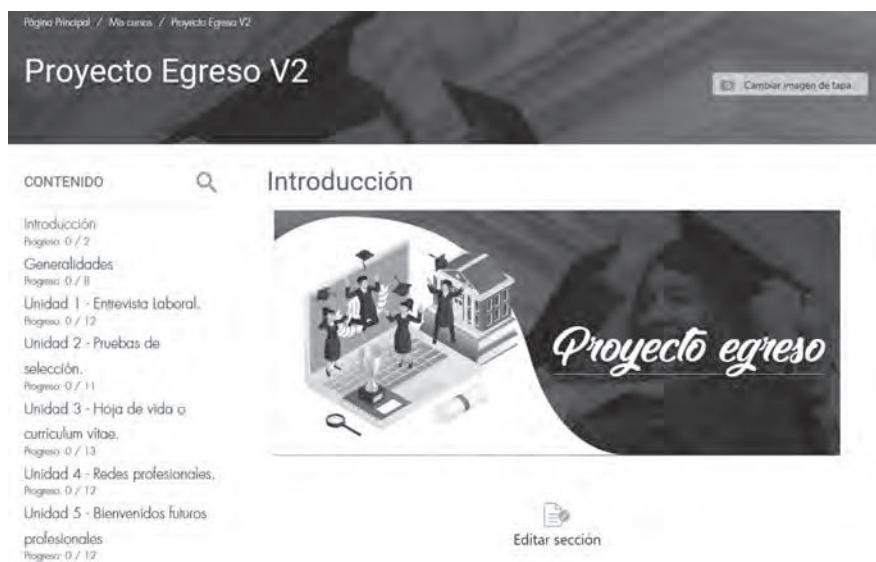 Página Principal / Mis cursos / Proyecto Egreso V2
Proyecto Egreso V2
Cambiar imagen de tapa
CONTENIDO
Introducción
Progreso: 0 / 2
Generalidades
Progreso: 0 / 8
Unidad 1 - Entrevista Laboral.
Progreso: 0 / 12
Unidad 2 - Pruebas de
selección.
Progreso: 0 / 11
Unidad 3 - Hoja de vida o
curriculum vitae.
Progreso: 0 / 13
Unidad 4 - Redes profesionales.
Progreso: 0 / 12
Unidad 5 - Bienvenidos futuros
profesionales
Progreso: 0 / 12
Introducción
Proyecto egreso
Editar sección